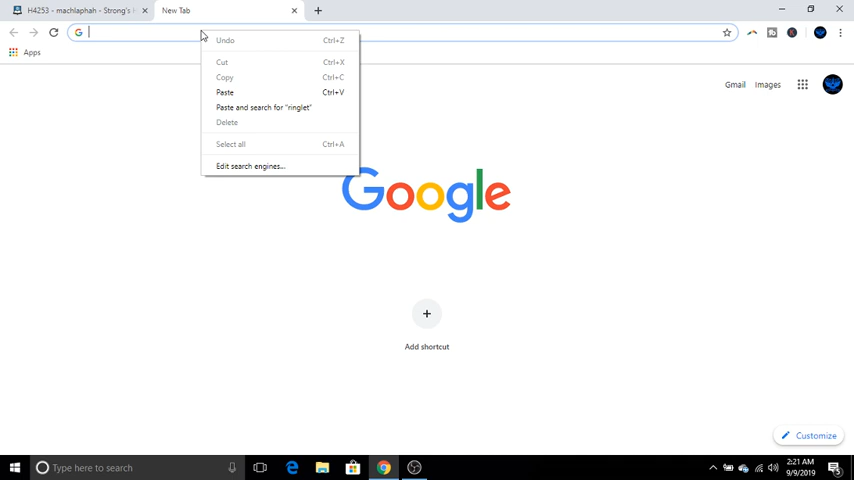 H4253 - machlaphah - Strong's H
New Tab
Apps
Undo Ctrl+Z
Cut Ctrl+X
Copy Ctrl+C
Paste Ctrl+V
Paste and search for "ringlet"
Delete
Select all Ctrl+A
Edit search engines...
Gmail Images
Google
Add shortcut
Customize
Type here to search
2:21 AM
9/9/2019